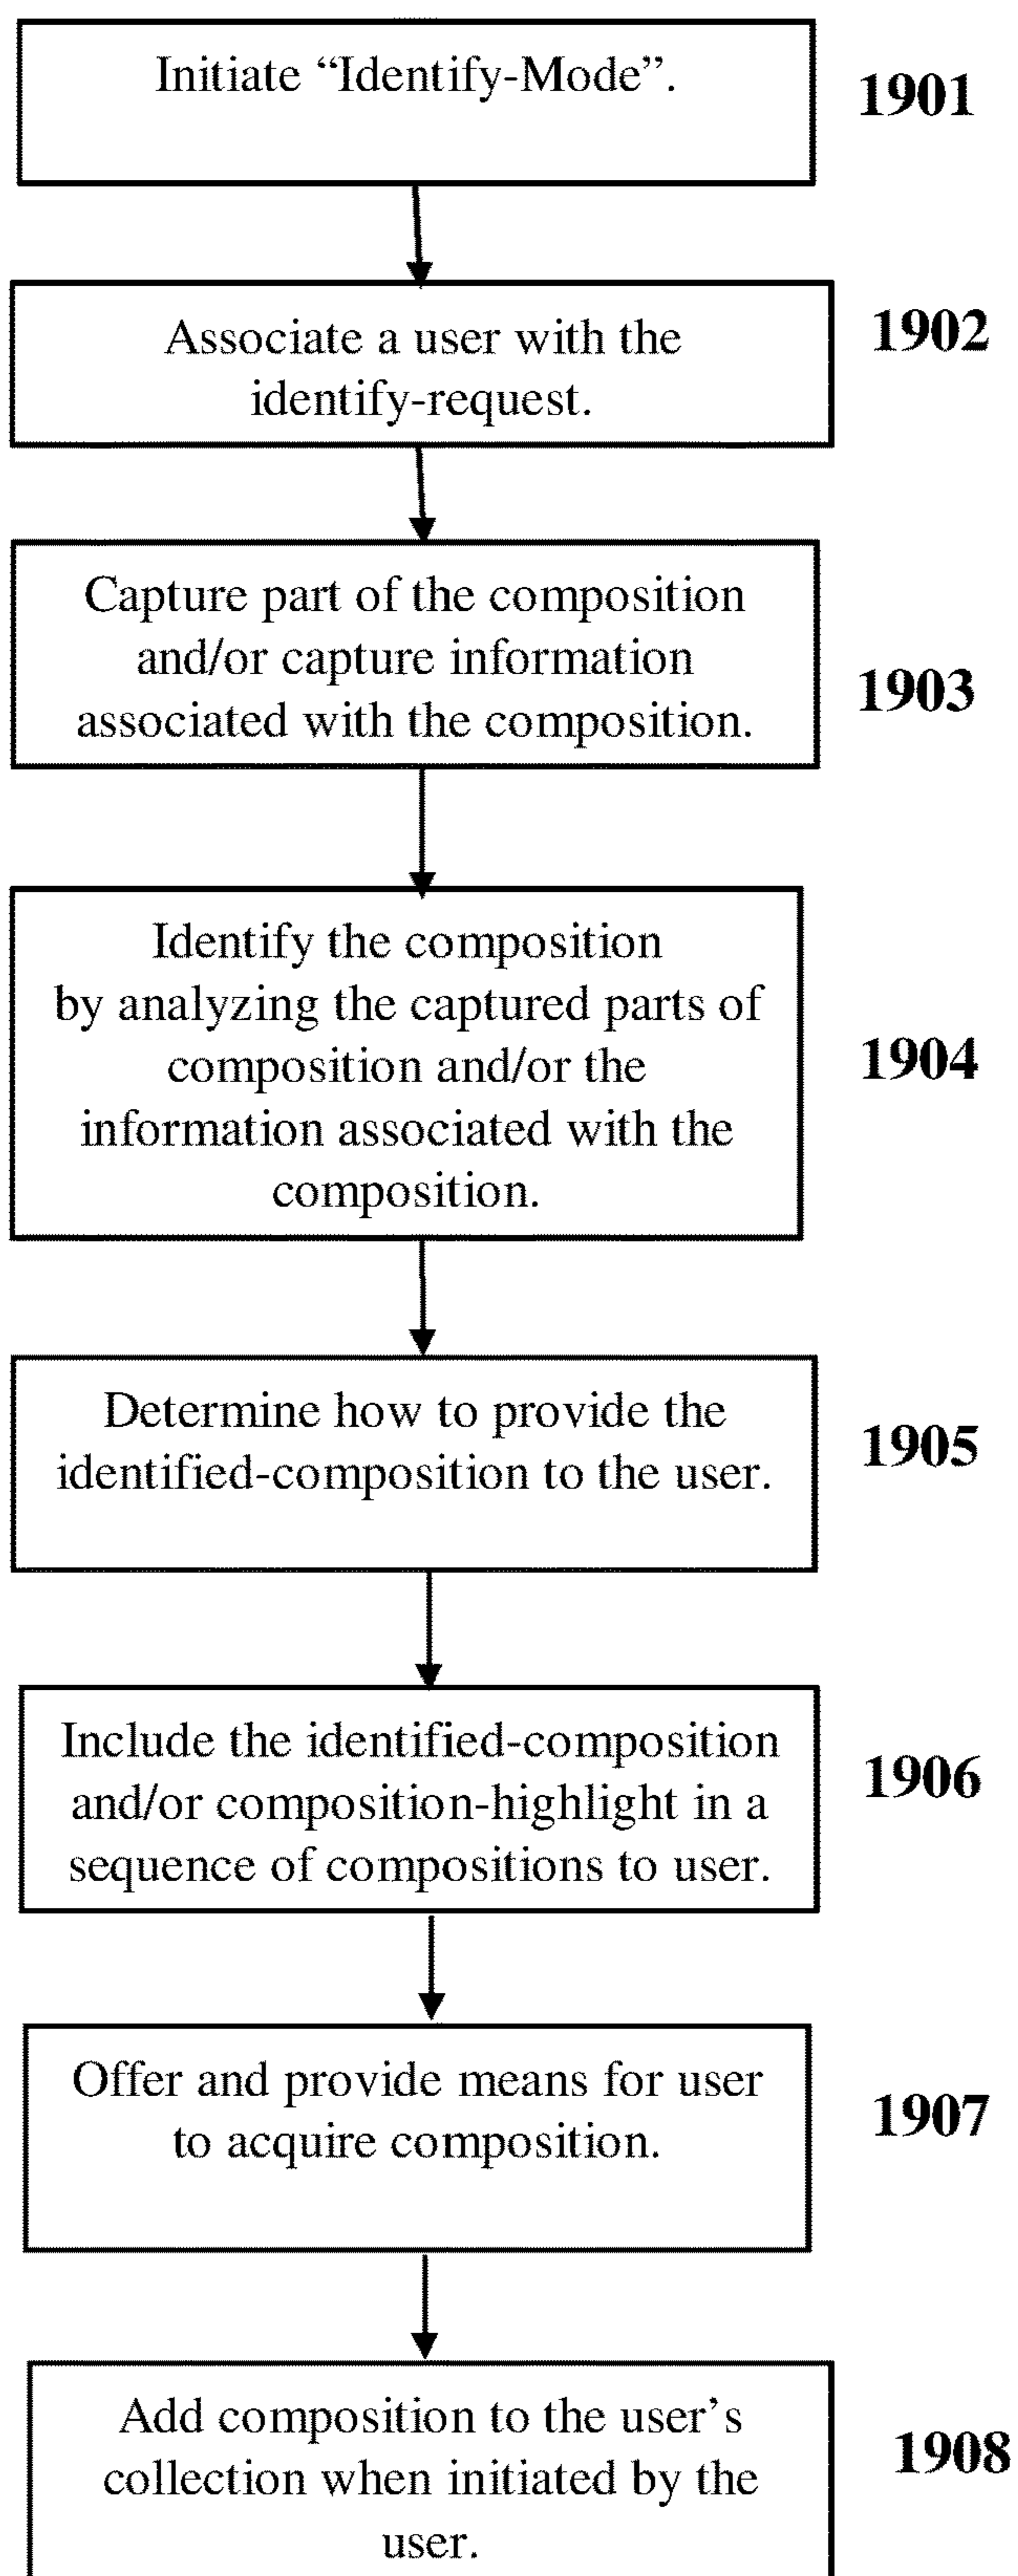 Initiate “Identify-Mode”.
1901
Associate a user with the
identify-request.
1902
Capture part of the composition
and/or capture information
associated with the composition.
1903
Identify the composition
by analyzing the captured parts of
composition and/or the
information associated with the
composition.
1904
Determine how to provide the
identified-composition to the user.
1905
Include the identified-composition
and/or composition-highlight in a
sequence of compositions to user.
1906
Offer and provide means for user
to acquire composition.
1907
Add composition to the user’s
collection when initiated by the
user.
1908